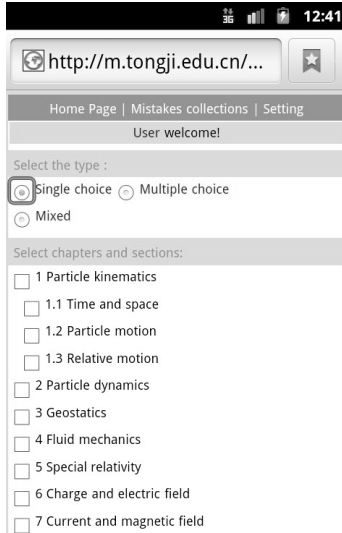 3G 12:41
http://m.tongji.edu.cn/...
Home Page | Mistakes collections | Setting
User welcome!
Select the type :
Single choice Multiple choice
Mixed
Select chapters and sections:
1 Particle kinematics
1.1 Time and space
1.2 Particle motion
1.3 Relative motion
2 Particle dynamics
3 Geostatics
4 Fluid mechanics
5 Special relativity
6 Charge and electric field
7 Current and magnetic field